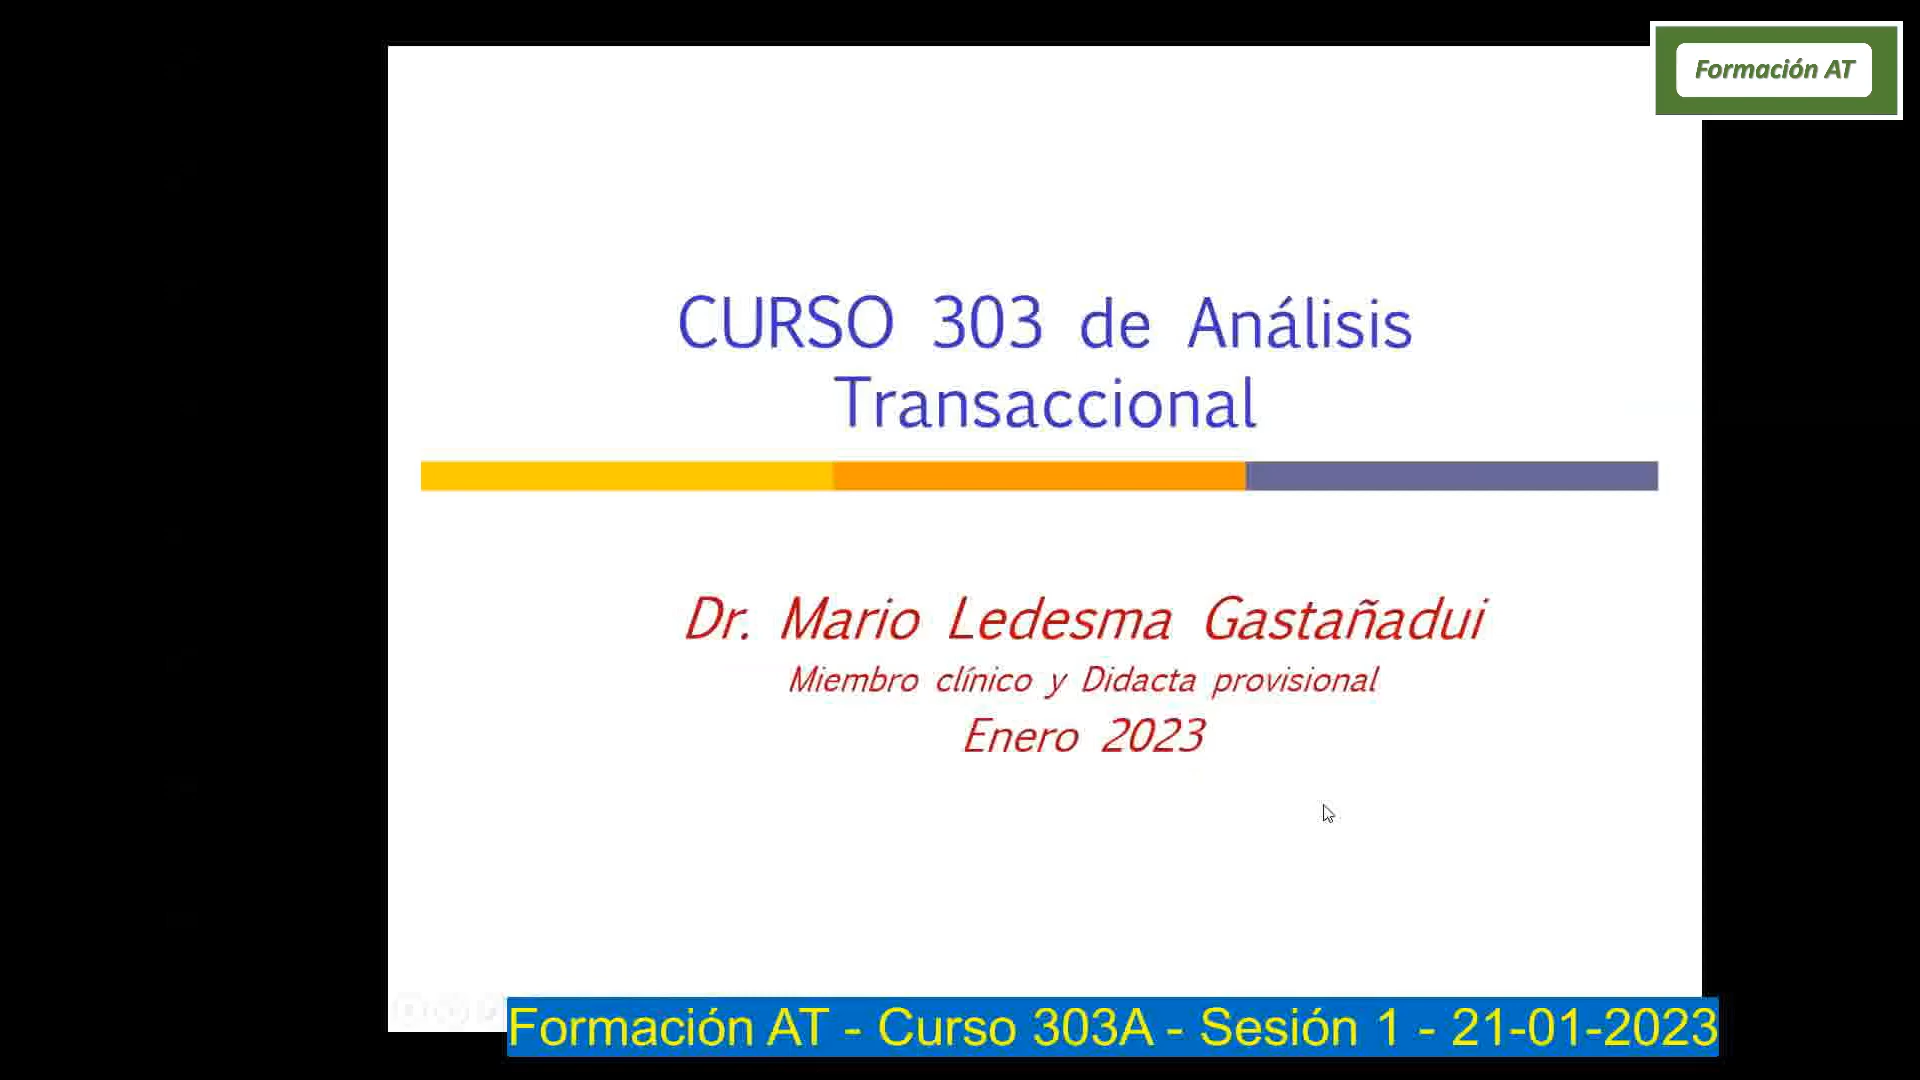 Formación AT
CURSO 303 de Análisis
Transaccional
Dr. Mario Ledesma Gastañadui
Miembro clínico y Didacta provisional
Enero 2023
Formación AT - Curso 303A - Sesión 1 - 21-01-2023